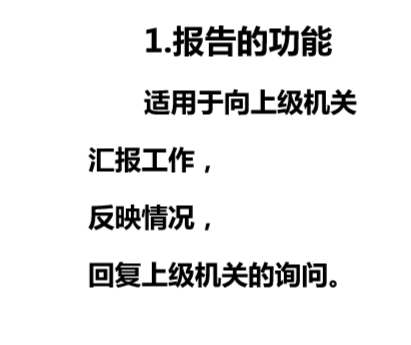 1.报告的功能
适用于向上级机关
汇报工作，
反映情况，
回复上级机关的询问。